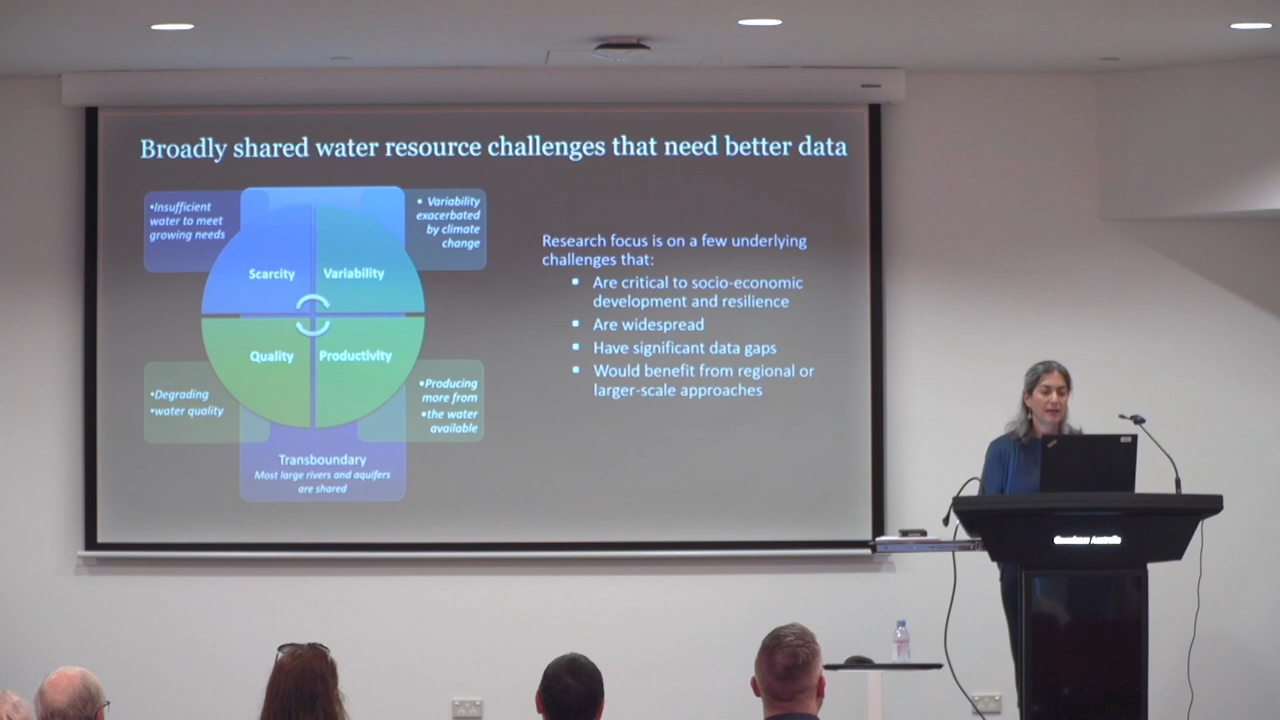 Broadly shared water resource challenges that need better data
•Insufficient
water to meet
growing needs
• Variability
exacerbated
by climate
change
Scarcity
Variability
Quality
Productivity
•Degrading
•water quality
•Producing
more from
•the water
available
Transboundary
Most large rivers and aquifers
are shared
Research focus is on a few underlying
challenges that:
▪ Are critical to socio-economic
development and resilience
▪ Are widespread
▪ Have significant data gaps
▪ Would benefit from regional or
larger-scale approaches
Australia